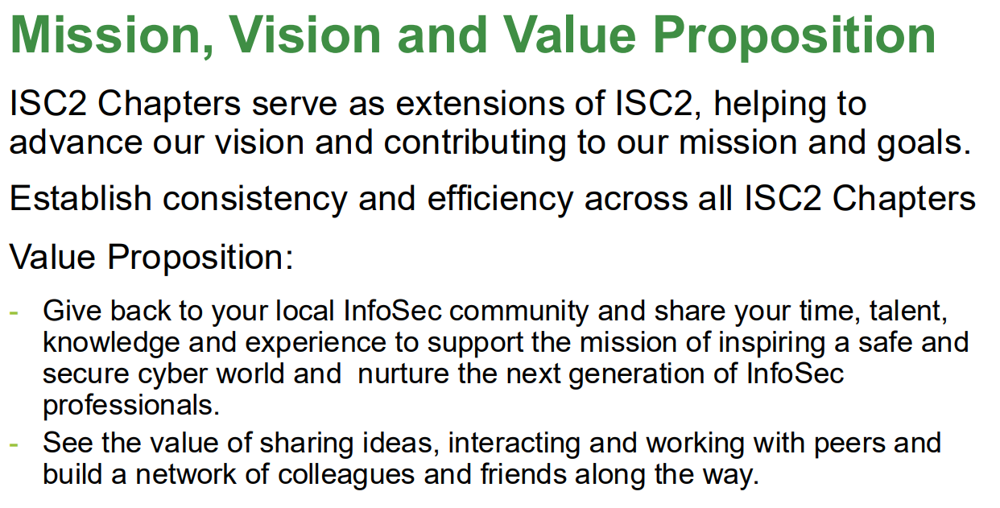 Mission, Vision and Value Proposition
ISC2 Chapters serve as extensions of ISC2, helping to
advance our vision and contributing to our mission and goals.
Establish consistency and efficiency across all ISC2 Chapters
Value Proposition:
- Give back to your local InfoSec community and share your time, talent,
knowledge and experience to support the mission of inspiring a safe and
secure cyber world and  nurture the next generation of InfoSec
professionals.
- See the value of sharing ideas, interacting and working with peers and
build a network of colleagues and friends along the way.